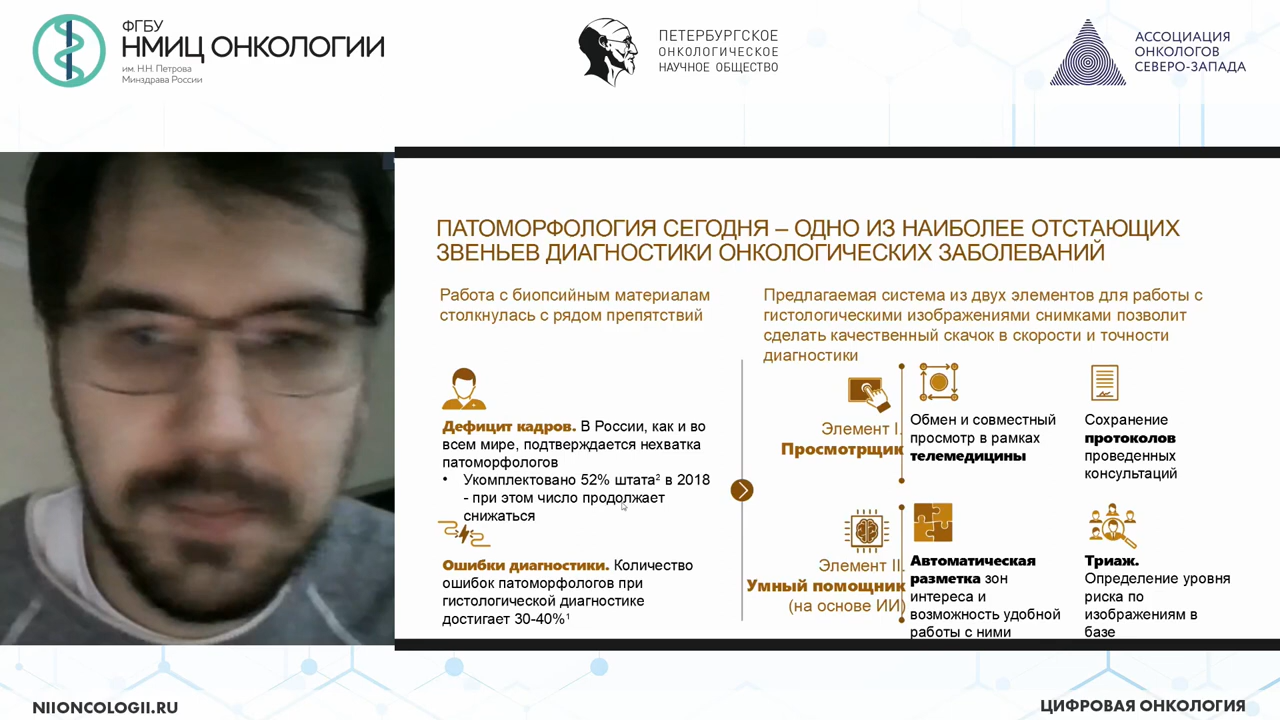 ФГБУ
НМИЦ ОНКОЛОГИИ
им. Н.Н. Петрова
Минздрава России
ПЕТЕРБУРГСКОЕ
ОНКОЛОГИЧЕСКОЕ
НАУЧНОЕ ОБЩЕСТВО
АССОЦИАЦИЯ
ОНКОЛОГОВ
СЕВЕРО-ЗАПАДА
ПАТОМОРФОЛОГИЯ СЕГОДНЯ – ОДНО ИЗ НАИБОЛЕЕ ОТСТАЮЩИХ
ЗВЕНЬЕВ ДИАГНОСТИКИ ОНКОЛОГИЧЕСКИХ ЗАБОЛЕВАНИЙ
Работа с биопсийным материалам
столкнулась с рядом препятствий
Дефицит кадров. В России, как и во
всем мире, подтверждается нехватка
патоморфологов
• Укомплектовано 52% штата² в 2018
- при этом число продолжает
снижаться
Ошибки диагностики. Количество
ошибок патоморфологов при
гистологической диагностике
достигает 30-40%¹
Предлагаемая система из двух элементов для работы с
гистологическими изображениями снимками позволит
сделать качественный скачок в скорости и точности
диагностики
Элемент I.
Просмотрщик
Обмен и совместный
просмотр в рамках
телемедицины
Сохранение
протоколов
проведенных
консультаций
Элемент II.
Умный помощник
(на основе ИИ)
Автоматическая
разметка зон
интереса и
возможность удобной
работы с ними
Триаж.
Определение уровня
риска по
изображениям в
базе
NIIONCOLOGII.RU
ЦИФРОВАЯ ОНКОЛОГИЯ